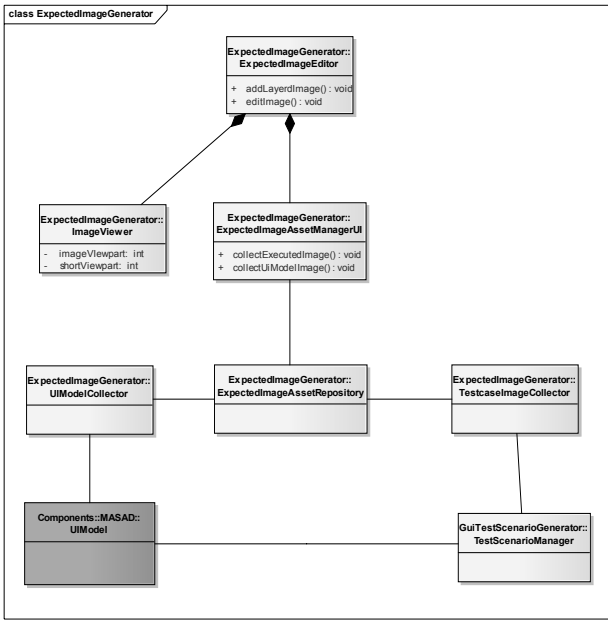 class ExpectedImageGenerator
ExpectedImageGenerator::
ExpectedImageEditor
+ addLayerdImage() : void
+ editImage() : void
ExpectedImageGenerator::
ImageViewer
- imageVIewpart: int
- shortViewpart: int
ExpectedImageGenerator::
ExpectedImageAssetManagerUI
+ collectExecutedImage() : void
+ collectUiModelImage() : void
ExpectedImageGenerator::
UIModelCollector
ExpectedImageGenerator::
ExpectedImageAssetRepository
ExpectedImageGenerator::
TestcaseImageCollector
Components::MASAD::
UIModel
GuiTestScenarioGenerator::
TestScenarioManager